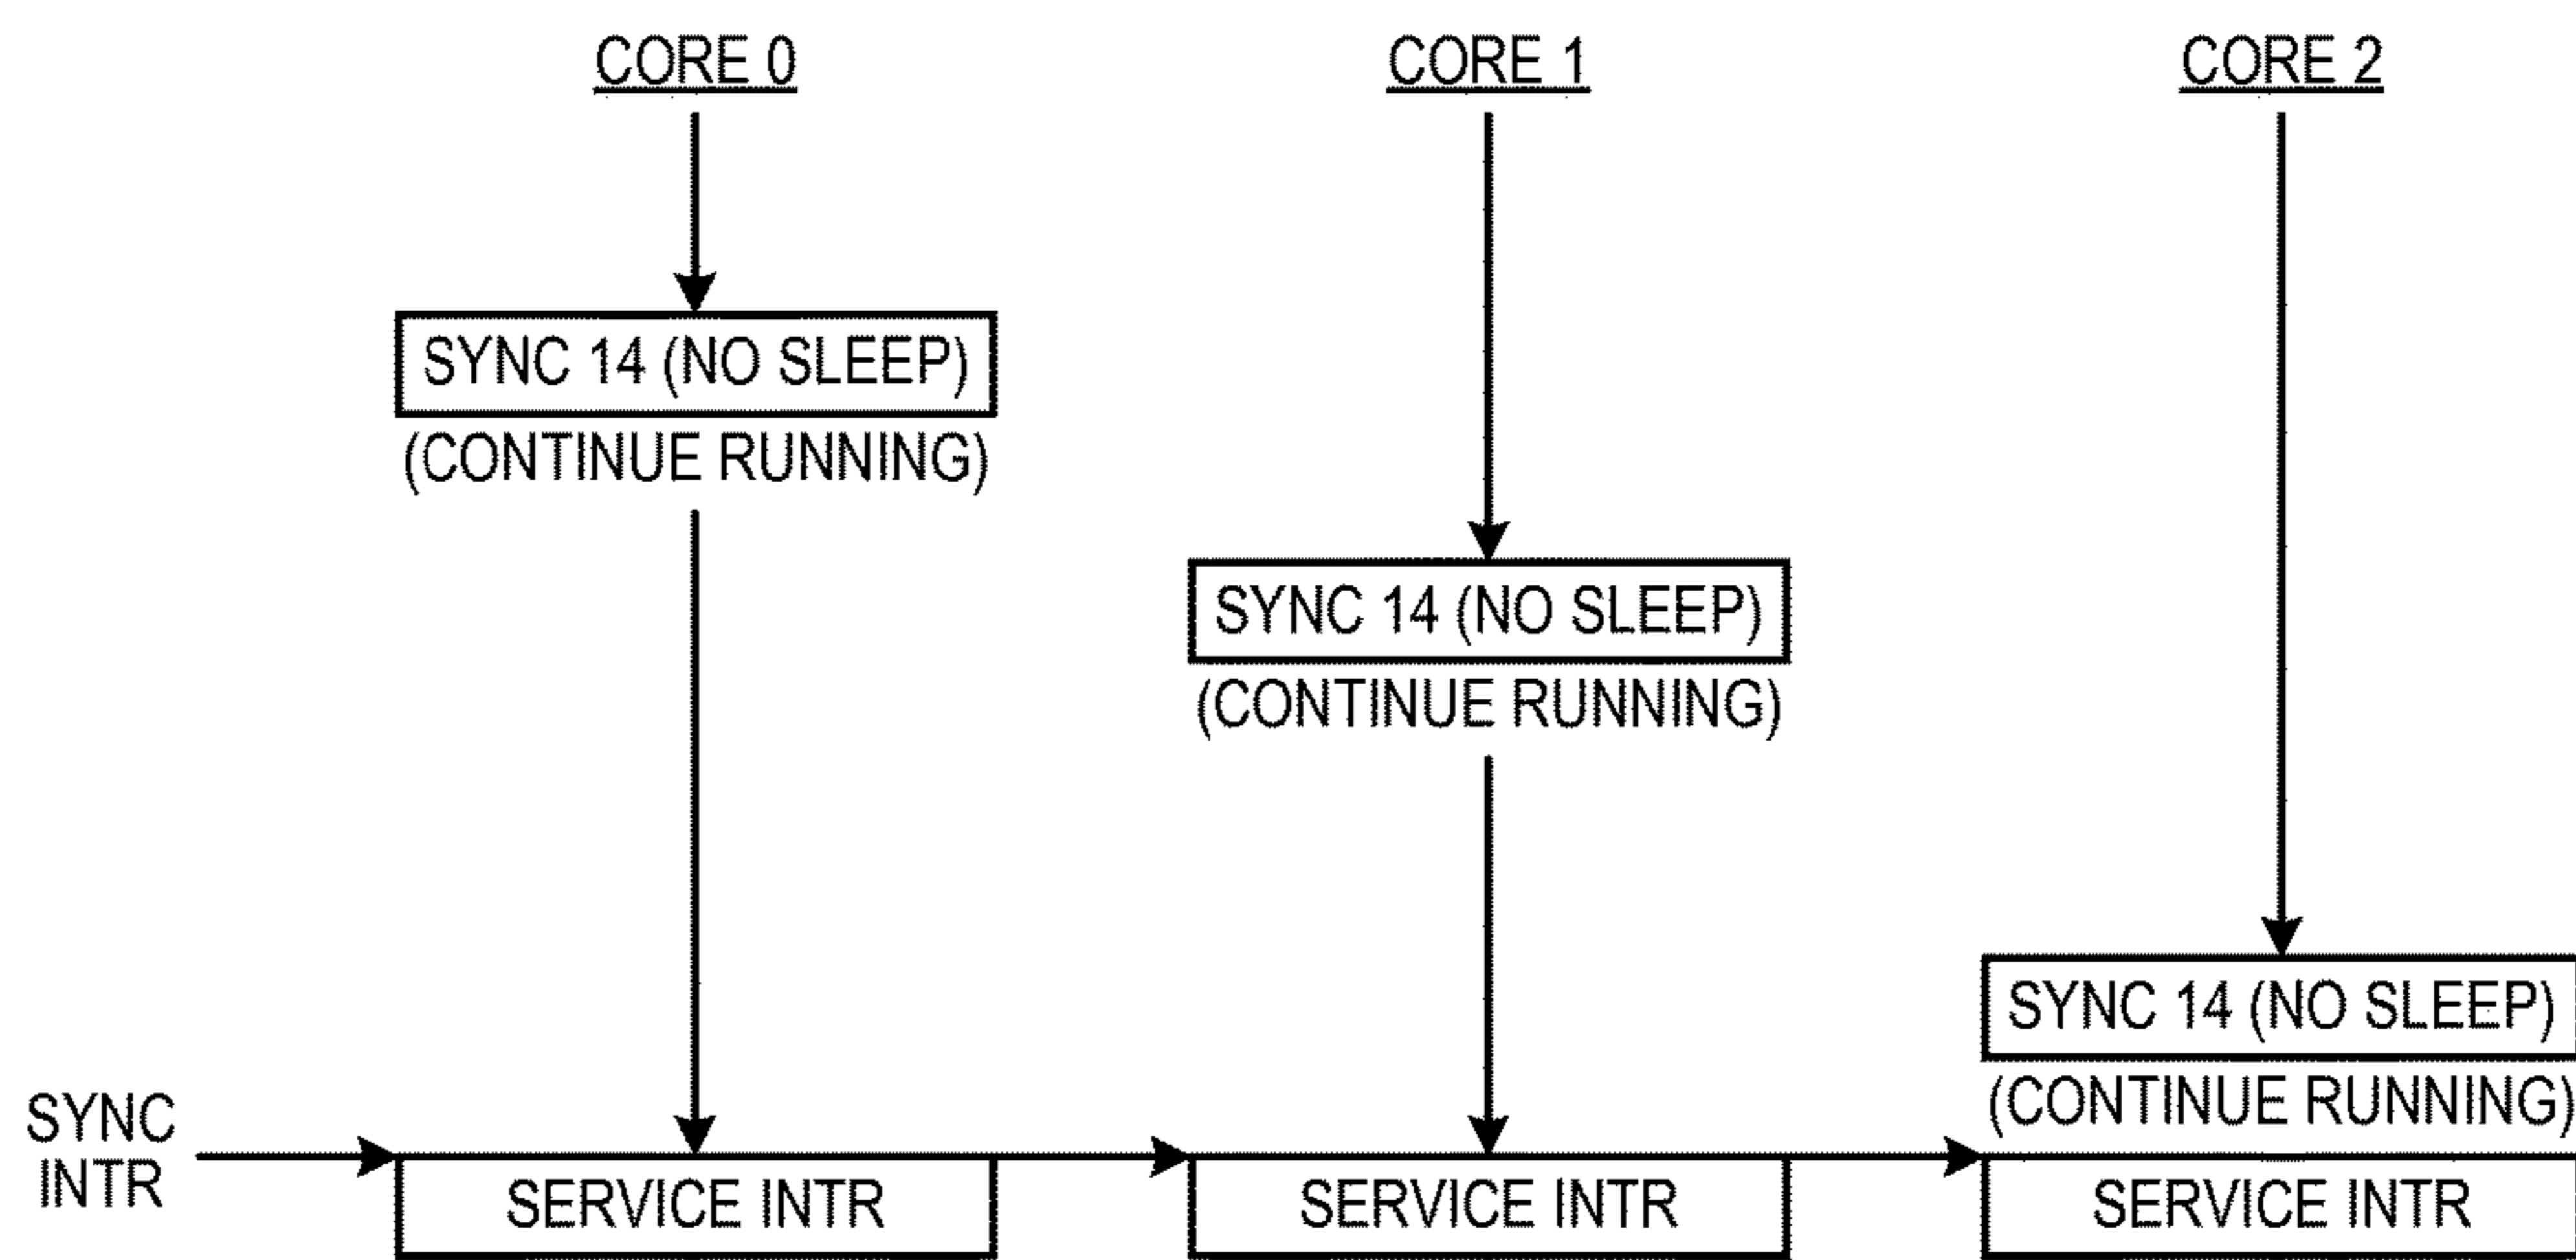 CORE 0
CORE 1
CORE 2
SYNC 14 (NO SLEEP)
(CONTINUE RUNNING)
SYNC 14 (NO SLEEP)
(CONTINUE RUNNING)
SYNC 14 (NO SLEEP)
(CONTINUE RUNNING)
SYNC
INTR
SERVICE INTR
SERVICE INTR
SERVICE INTR